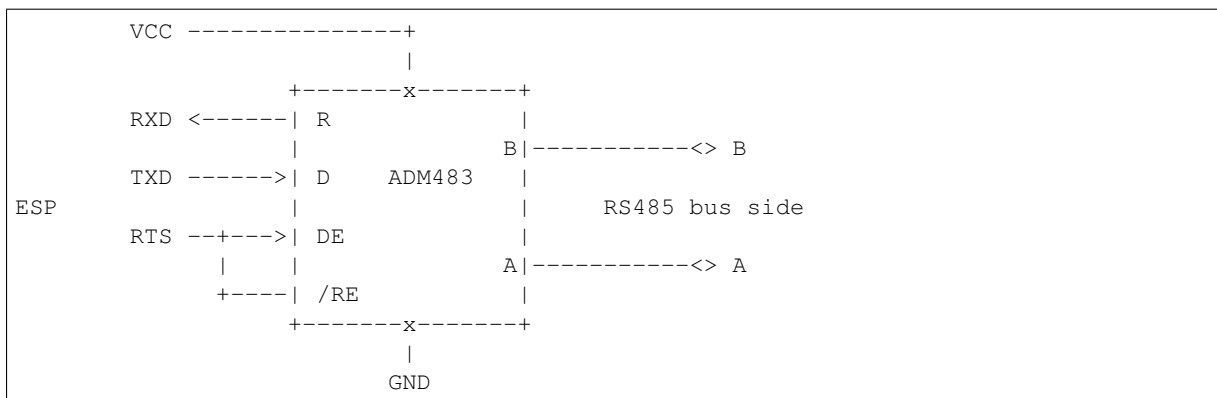 VCC ---------------+
|
+-------x-------+
RXD <------| R |
| B|-----------<> B
TXD ------>| D ADM483 |
ESP | | RS485 bus side
RTS --+--->| DE |
| | A|-----------<> A
+----| /RE |
+-------x-------+
|
GND